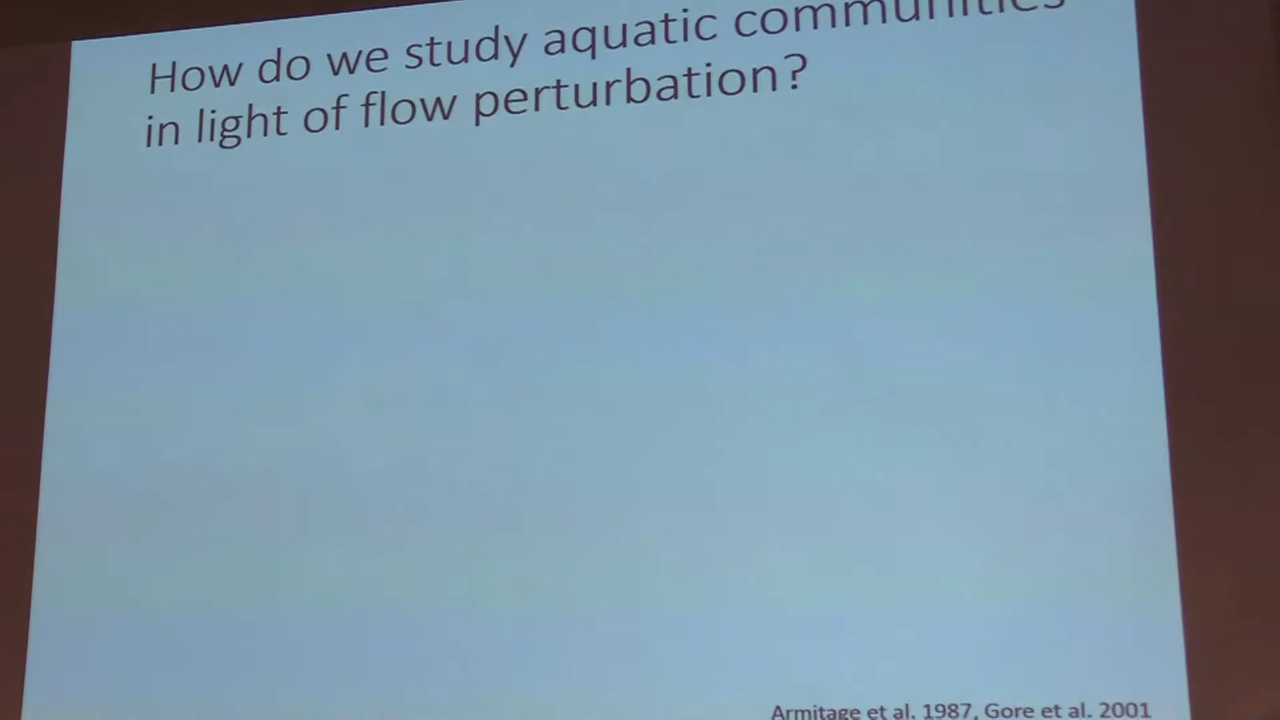 How do we study aquatic communities
in light of flow perturbation?
Armitage et al. 1987, Gore et al. 2001